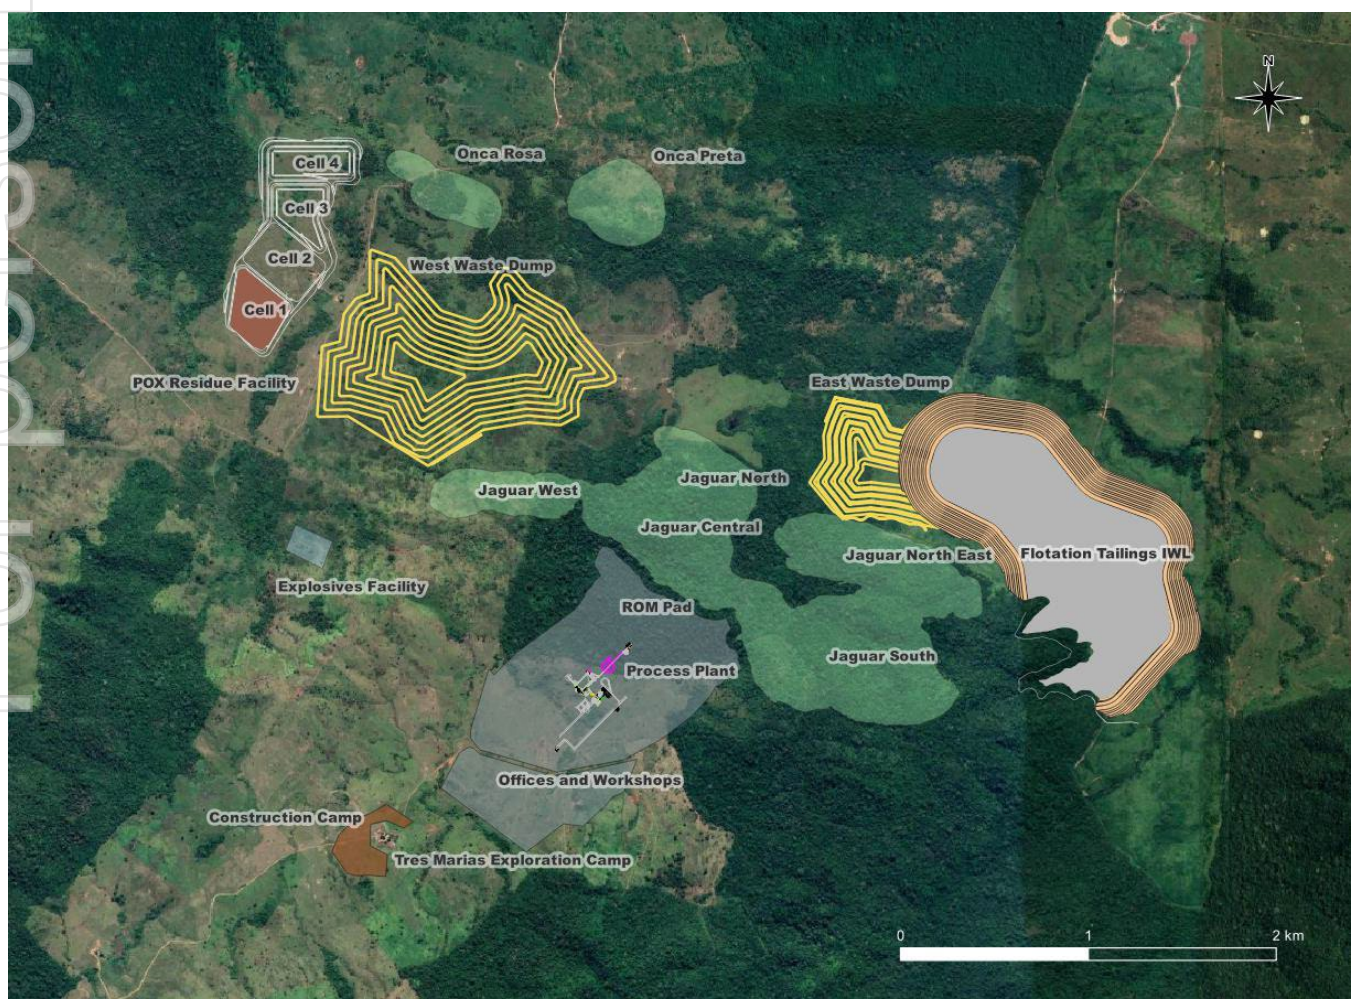 For personal
N
Onca Rosa
Onca Preta
Cell 4
Cell 3
Cell 2
West Waste Dump
Cell 1
POX Residue Facility
East Waste Dump
Jaguar West
Jaguar North
Jaguar Central
Jaguar North East
Flotation Tailings IWL
Explosives Facility
ROM Pad
Jaguar South
Process Plant
Offices and Workshops
Construction Camp
Tres Marias Exploration Camp
0
1
2 km